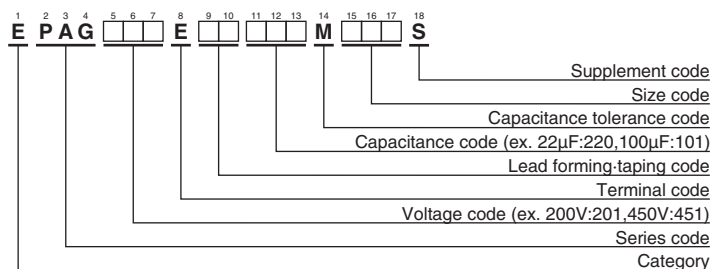 1 2 3 4 5 6 7 8 9 10 11 12 13 14 15 16 17 18
E P A G E M S
Supplement code
Size code
Capacitance tolerance code
Capacitance code (ex. 22µF:220,100µF:101)
Lead forming·taping code
Terminal code
Voltage code (ex. 200V:201,450V:451)
Series code
Category